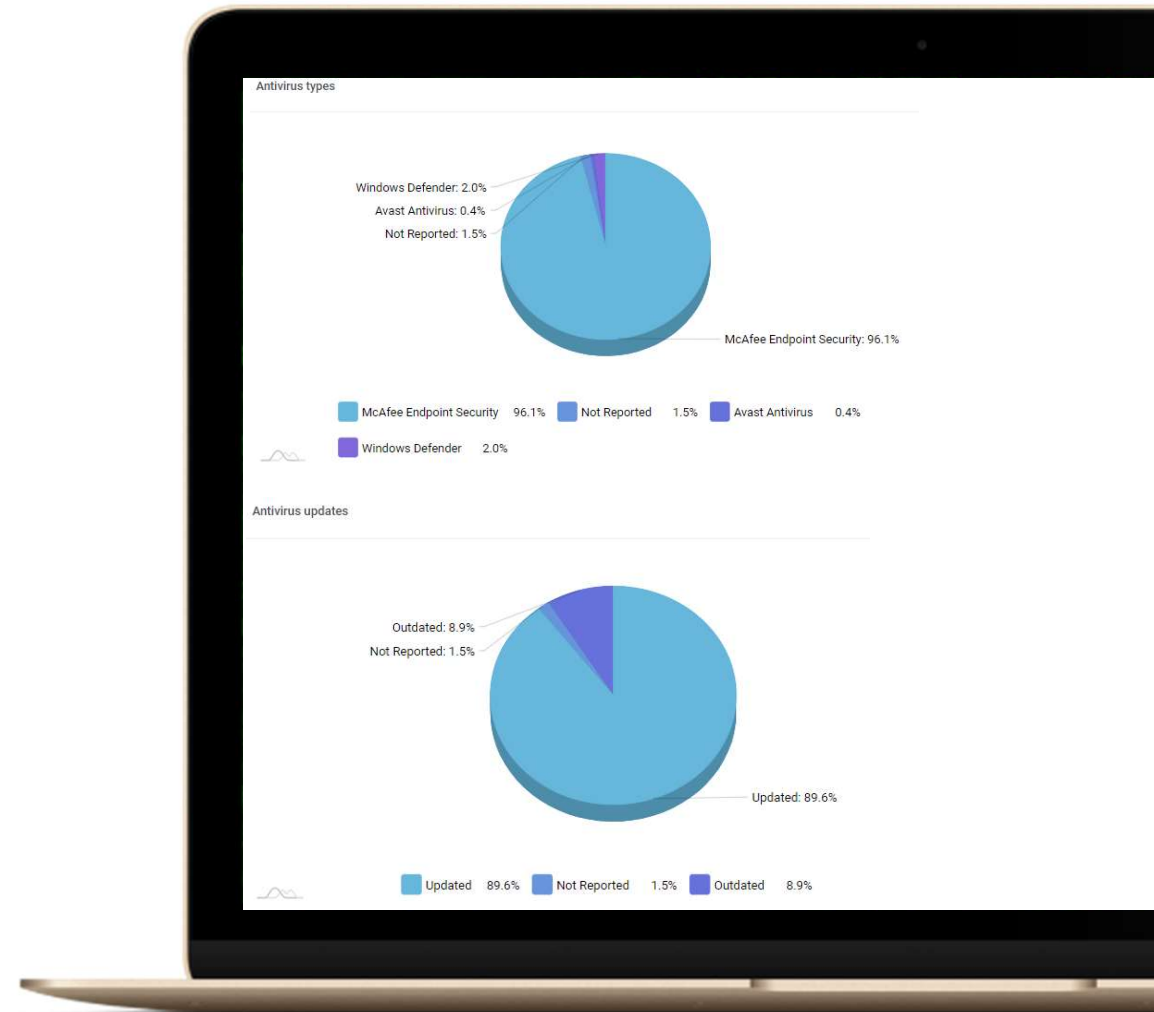 Antivirus types
Windows Defender: 2.0%
Avast Antivirus: 0.4%
Not Reported: 1.5%
McAfee Endpoint Security: 96.1%
McAfee Endpoint Security 96.1% Not Reported 1.5% Avast Antivirus 0.4%
Windows Defender 2.0%
Antivirus updates
Outdated: 8.9%
Not Reported: 1.5%
Updated: 89.6%
Updated 89.6% Not Reported 1.5% Outdated 8.9%